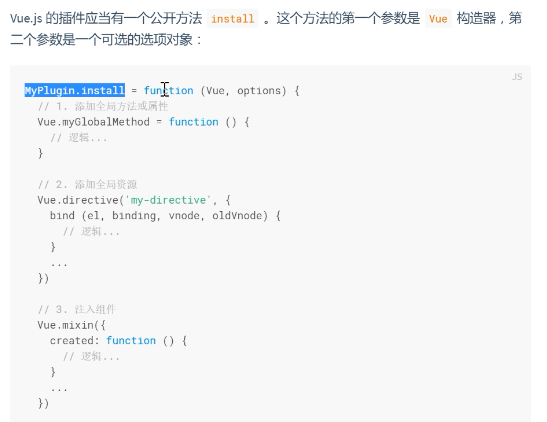 Vue.js 的插件应当有一个公开方法 install 。这个方法的第一个参数是 Vue 构造器，第
二个参数是一个可选的选项对象：
JS
MyPlugin.install = function (Vue, options) {
  // 1. 添加全局方法或属性
  Vue.myGlobalMethod = function () {
    // 逻辑...
  }

  // 2. 添加全局资源
  Vue.directive('my-directive', {
    bind (el, binding, vnode, oldVnode) {
      // 逻辑...
    }
    ...
  })

  // 3. 注入组件
  Vue.mixin({
    created: function () {
      // 逻辑...
    }
    ...
  })